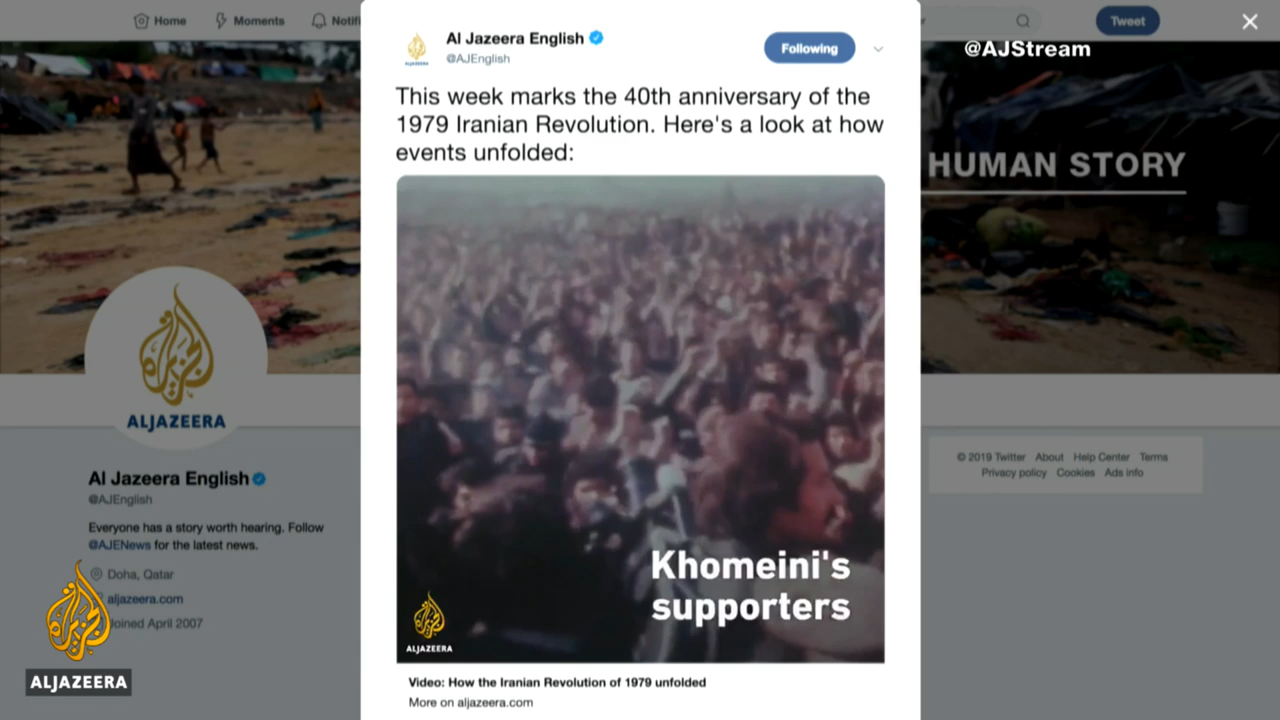 Home
Moments
Notifi
Tweet
@AJStream
Al Jazeera English
@AJEnglish
Following
This week marks the 40th anniversary of the
1979 Iranian Revolution. Here's a look at how
events unfolded:
Khomeini's
supporters
ALJAZEERA
Video: How the Iranian Revolution of 1979 unfolded
More on aljazeera.com
HUMAN STORY
الجزيرة
ALJAZEERA
Al Jazeera English
@AJEnglish
Everyone has a story worth hearing. Follow
@AJENews for the latest news.
Doha, Qatar
aljazeera.com
Joined April 2007
ALJAZEERA
© 2019 Twitter About Help Center Terms
Privacy policy Cookies Ads info